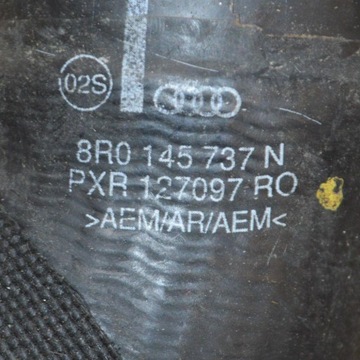 02S
8R0 145 737 N
PXR 127097 RO
>AEM/AR/AEM<